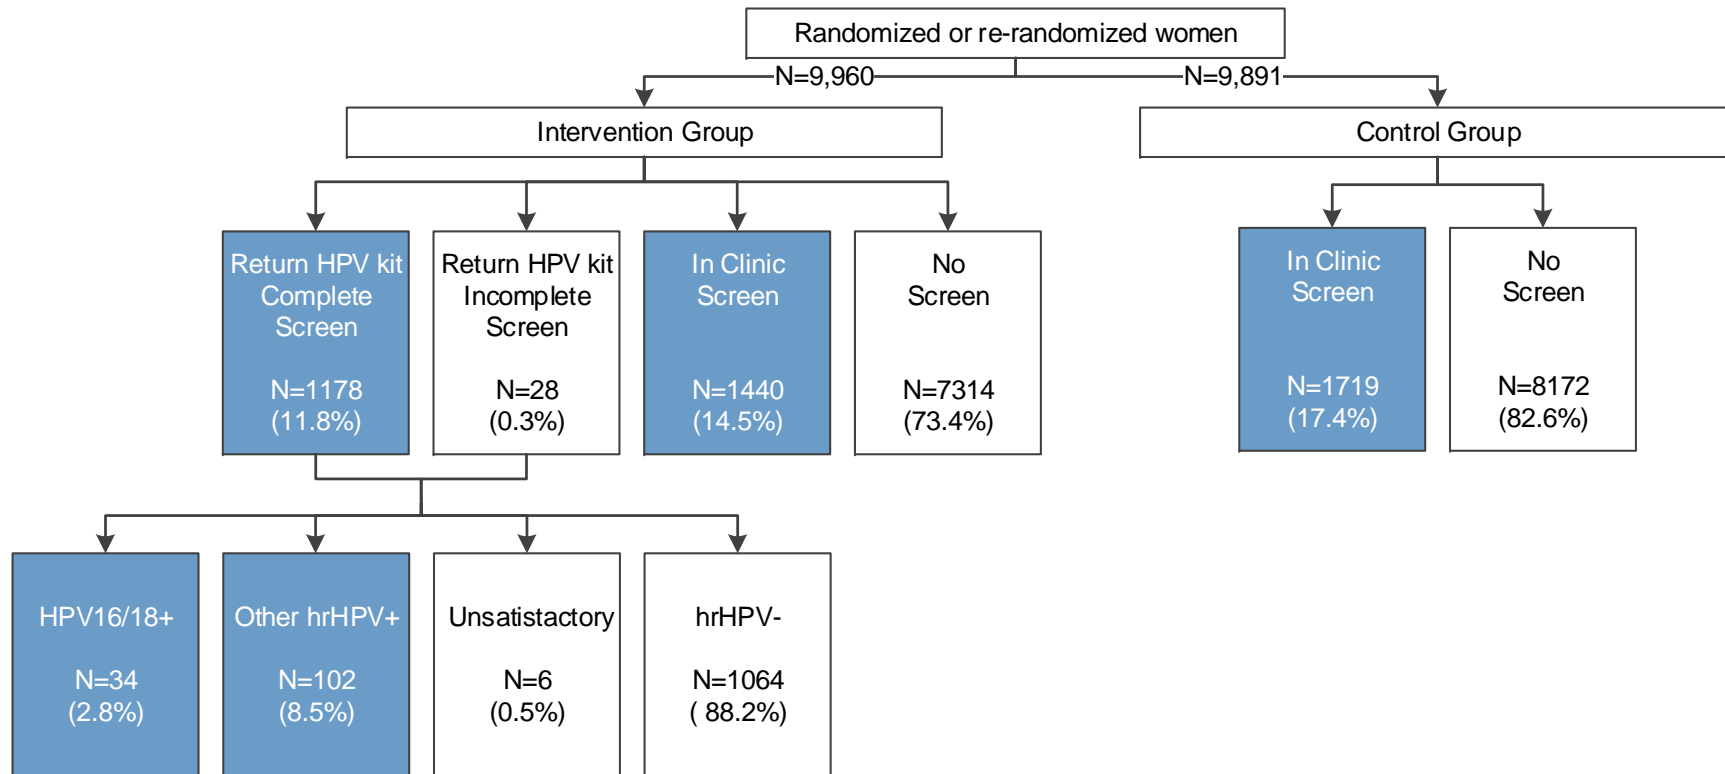 Randomized or re-randomized women
N=9,960
N=9,891
Intervention Group
Control Group
Return HPV kit
Complete
Screen
N=1178
(11.8%)
Return HPV kit
Incomplete
Screen
N=28
(0.3%)
In Clinic
Screen
N=1440
(14.5%)
No
Screen
N=7314
(73.4%)
In Clinic
Screen
N=1719
(17.4%)
No
Screen
N=8172
(82.6%)
HPV16/18+
N=34
(2.8%)
Other hrHPV+
N=102
(8.5%)
Unsatistactory
N=6
(0.5%)
hrHPV-
N=1064
( 88.2%)